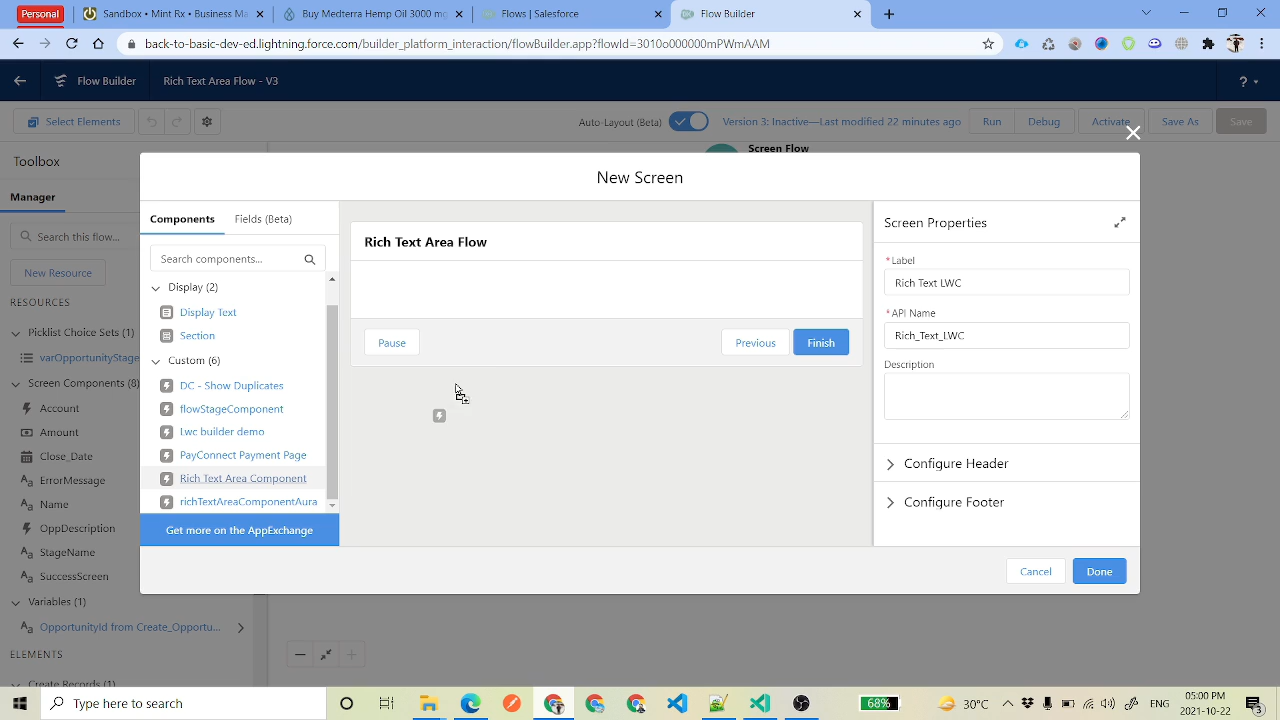 Personal
Sandbox • Mint - Business Ma
Buy Medterra Hemp Oil 3000 mg
Flows | Salesforce
Flow Builder
back-to-basic-dev-ed.lightning.force.com/builder_platform_interaction/flowBuilder.app?flowId=3010o000000mPWmAAM
Flow Builder
Rich Text Area Flow - V3
?
Select Elements
Auto-Layout (Beta)
Version 3: Inactive—Last modified 22 minutes ago
Run
Debug
Activate
Save As
Save
Toolbox
Screen Flow
Manager
Search this flow...
New Resource
RESOURCES
Picklist Choice Sets (1)
varOpportunityStage
Screen Components (8)
Account
Amount
Close_Date
ErrorMessage
Name
OppDescription
StageName
SuccessScreen
Variables (1)
OpportunityId from Create_Opportu...
ELEMENTS
Create Records (1)
New Screen
Components
Fields (Beta)
Search components...
Display (2)
Display Text
Section
Custom (6)
DC - Show Duplicates
flowStageComponent
Lwc builder demo
PayConnect Payment Page
Rich Text Area Component
richTextAreaComponentAura
Get more on the AppExchange
Rich Text Area Flow
Pause
Previous
Finish
Screen Properties
* Label
Rich Text LWC
* API Name
Rich_Text_LWC
Description
Configure Header
Configure Footer
Cancel
Done
Type here to search
68%
30°C
ENG
05:00 PM
2021-10-22
3